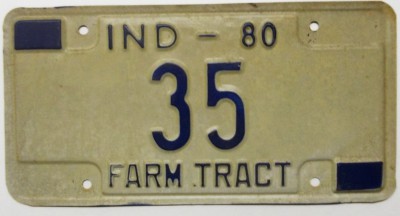 IND - 80
35
FARM TRACT